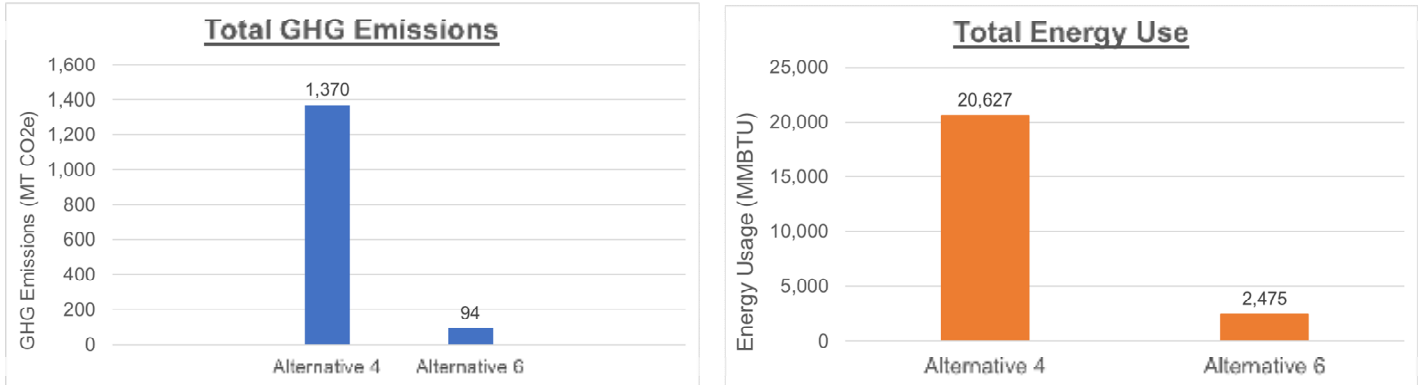 Total GHG Emissions
GHG Emissions (MT CO2e)
1,600
1,400
1,200
1,000
800
600
400
200
0
1,370
94
Alternative 4
Alternative 6
Total Energy Use
Energy Usage (MMBTU)
25,000
20,000
15,000
10,000
5,000
0
20,627
2,475
Alternative 4
Alternative 6